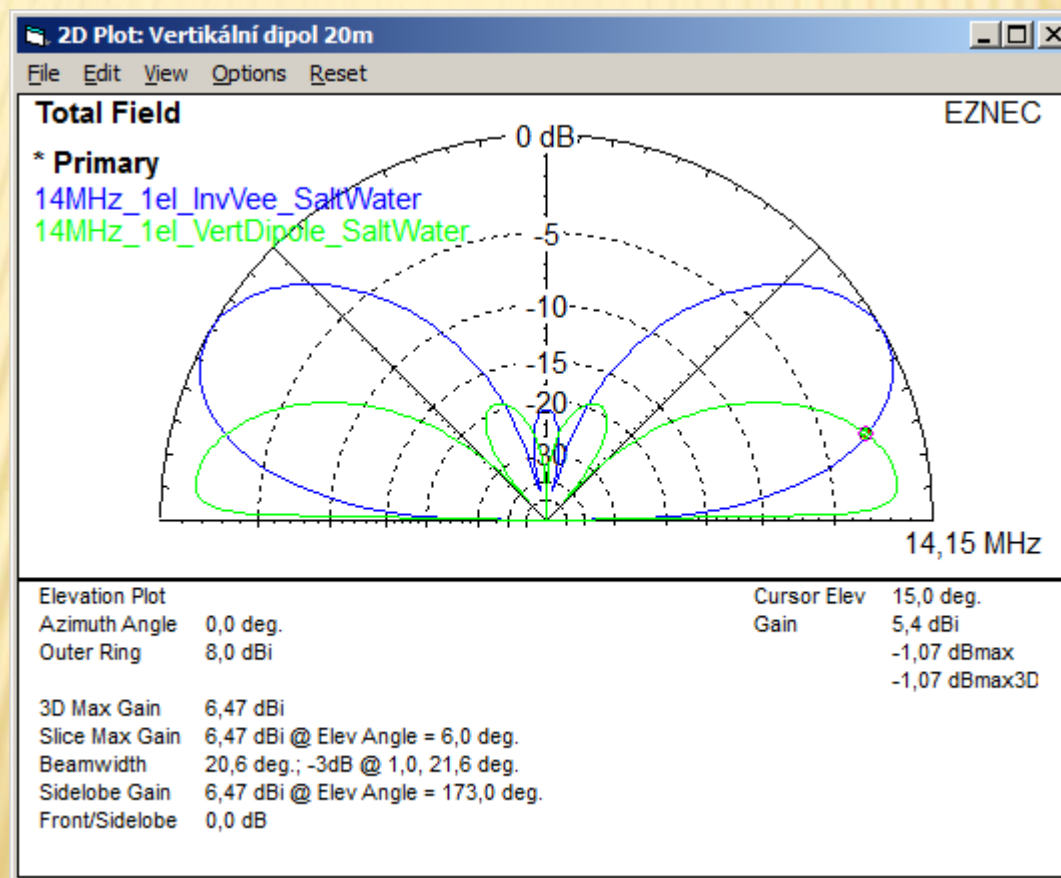 2D Plot: Vertikální dipol 20m
File Edit View Options Reset
Total Field
EZNEC
* Primary
14MHz_1el_InvVee_SaltWater
14MHz_1el_VertDipole_SaltWater
0 dB
-5
-10
-15
-20
-30
14,15 MHz
Elevation Plot
Azimuth Angle 0,0 deg.
Outer Ring 8,0 dBi
3D Max Gain 6,47 dBi
Slice Max Gain 6,47 dBi @ Elev Angle = 6,0 deg.
Beamwidth 20,6 deg.; -3dB @ 1,0, 21,6 deg.
Sidelobe Gain 6,47 dBi @ Elev Angle = 173,0 deg.
Front/Sidelobe 0,0 dB
Cursor Elev 15,0 deg.
Gain 5,4 dBi
-1,07 dBmax
-1,07 dBmax3D